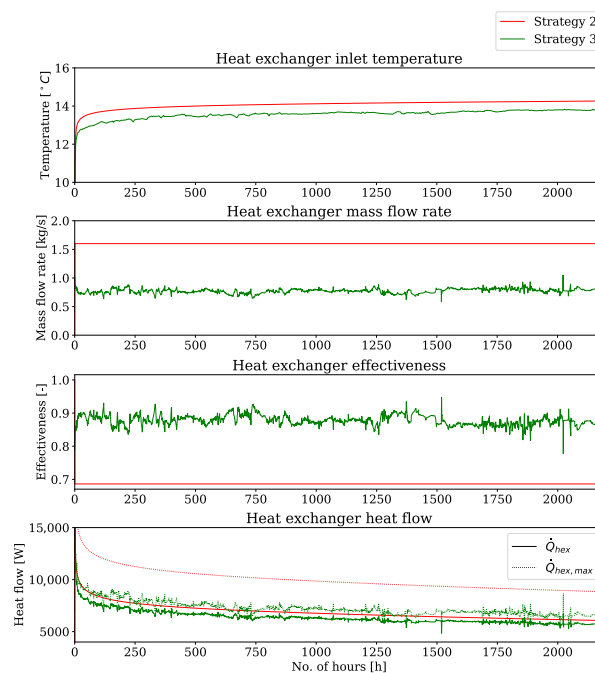 Strategy 2
Strategy 3
Heat exchanger inlet temperature
Temperature [°C]
16
14
12
10
0 250 500 750 1000 1250 1500 1750 2000
Heat exchanger mass flow rate
Mass flow rate [kg/s]
2.0
1.5
1.0
0.5
0.0
0 250 500 750 1000 1250 1500 1750 2000
Heat exchanger effectiveness
Effectiveness [-]
1.0
0.9
0.8
0.7
0 250 500 750 1000 1250 1500 1750 2000
Heat exchanger heat flow
Heat flow [W]
15,000
10,000
5000
Q̇hex
Q̇hex,max
0 250 500 750 1000 1250 1500 1750 2000
No. of hours [h]